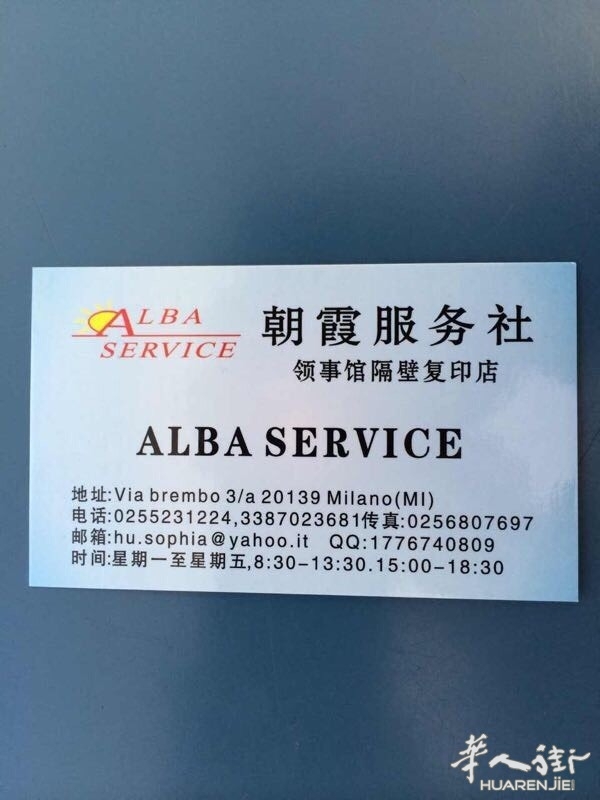 ALBA
SERVICE
朝霞服务社
领事馆隔壁复印店
ALBA SERVICE
地址:Via brembo 3/a 20139 Milano(MI)
电话:0255231224,3387023681传真:0256807697
邮箱:hu.sophia@yahoo.it QQ:1776740809
时间:星期一至星期五,8:30-13:30.15:00-18:30
华人街
HUARENJIE